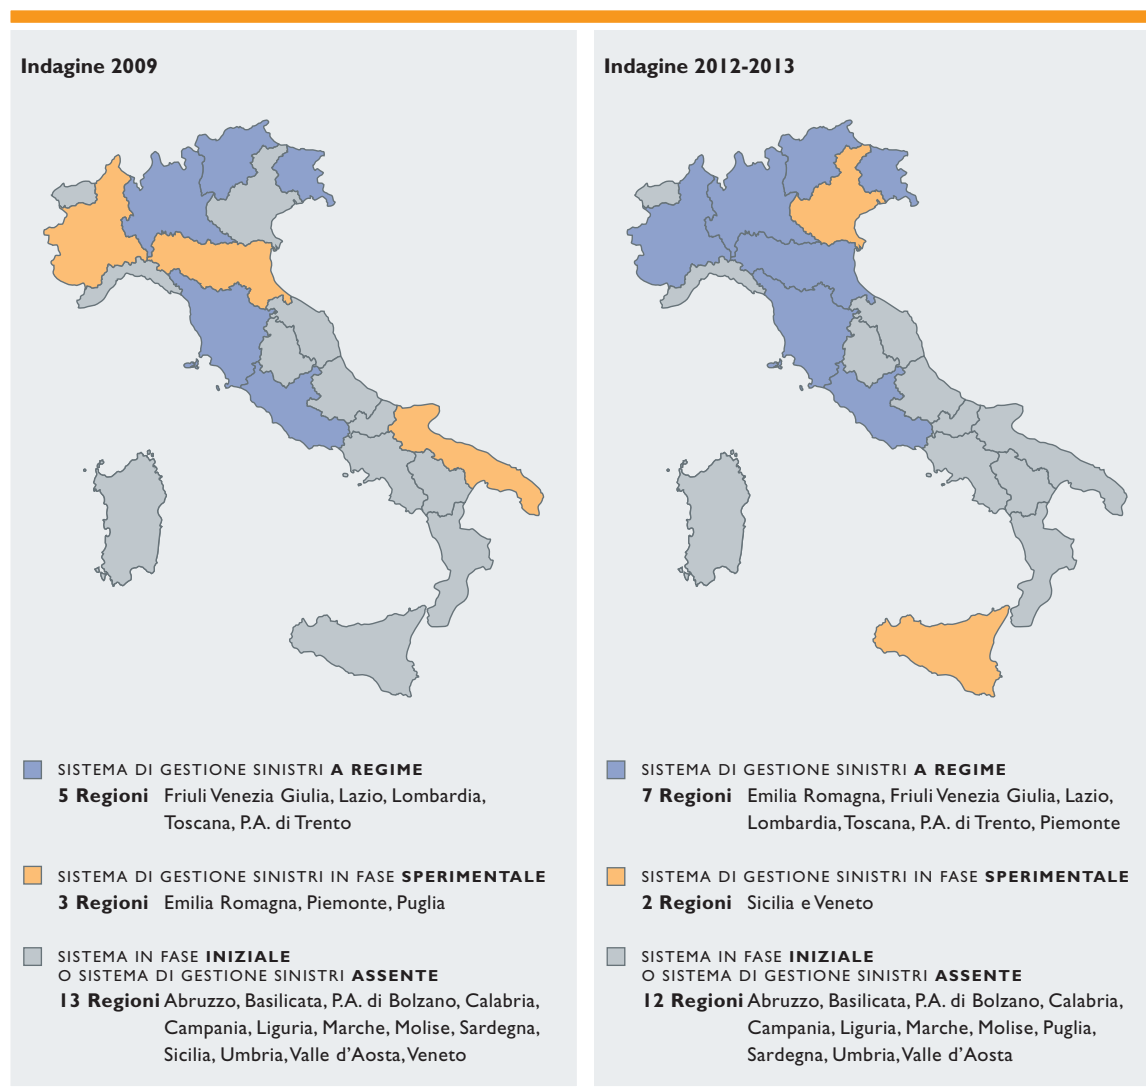 Indagine 2009
SISTEMA DI GESTIONE SINISTRI A REGIME
5 Regioni Friuli Venezia Giulia, Lazio, Lombardia,
Toscana, P.A. di Trento
SISTEMA DI GESTIONE SINISTRI IN FASE SPERIMENTALE
3 Regioni Emilia Romagna, Piemonte, Puglia
SISTEMA IN FASE INIZIALE
O SISTEMA DI GESTIONE SINISTRI ASSENTE
13 Regioni Abruzzo, Basilicata, P.A. di Bolzano, Calabria,
Campania, Liguria, Marche, Molise, Sardegna,
Sicilia, Umbria, Valle d'Aosta, Veneto
Indagine 2012-2013
SISTEMA DI GESTIONE SINISTRI A REGIME
7 Regioni Emilia Romagna, Friuli Venezia Giulia, Lazio,
Lombardia, Toscana, P.A. di Trento, Piemonte
SISTEMA DI GESTIONE SINISTRI IN FASE SPERIMENTALE
2 Regioni Sicilia e Veneto
SISTEMA IN FASE INIZIALE
O SISTEMA DI GESTIONE SINISTRI ASSENTE
12 Regioni Abruzzo, Basilicata, P.A. di Bolzano, Calabria,
Campania, Liguria, Marche, Molise, Puglia,
Sardegna, Umbria, Valle d'Aosta